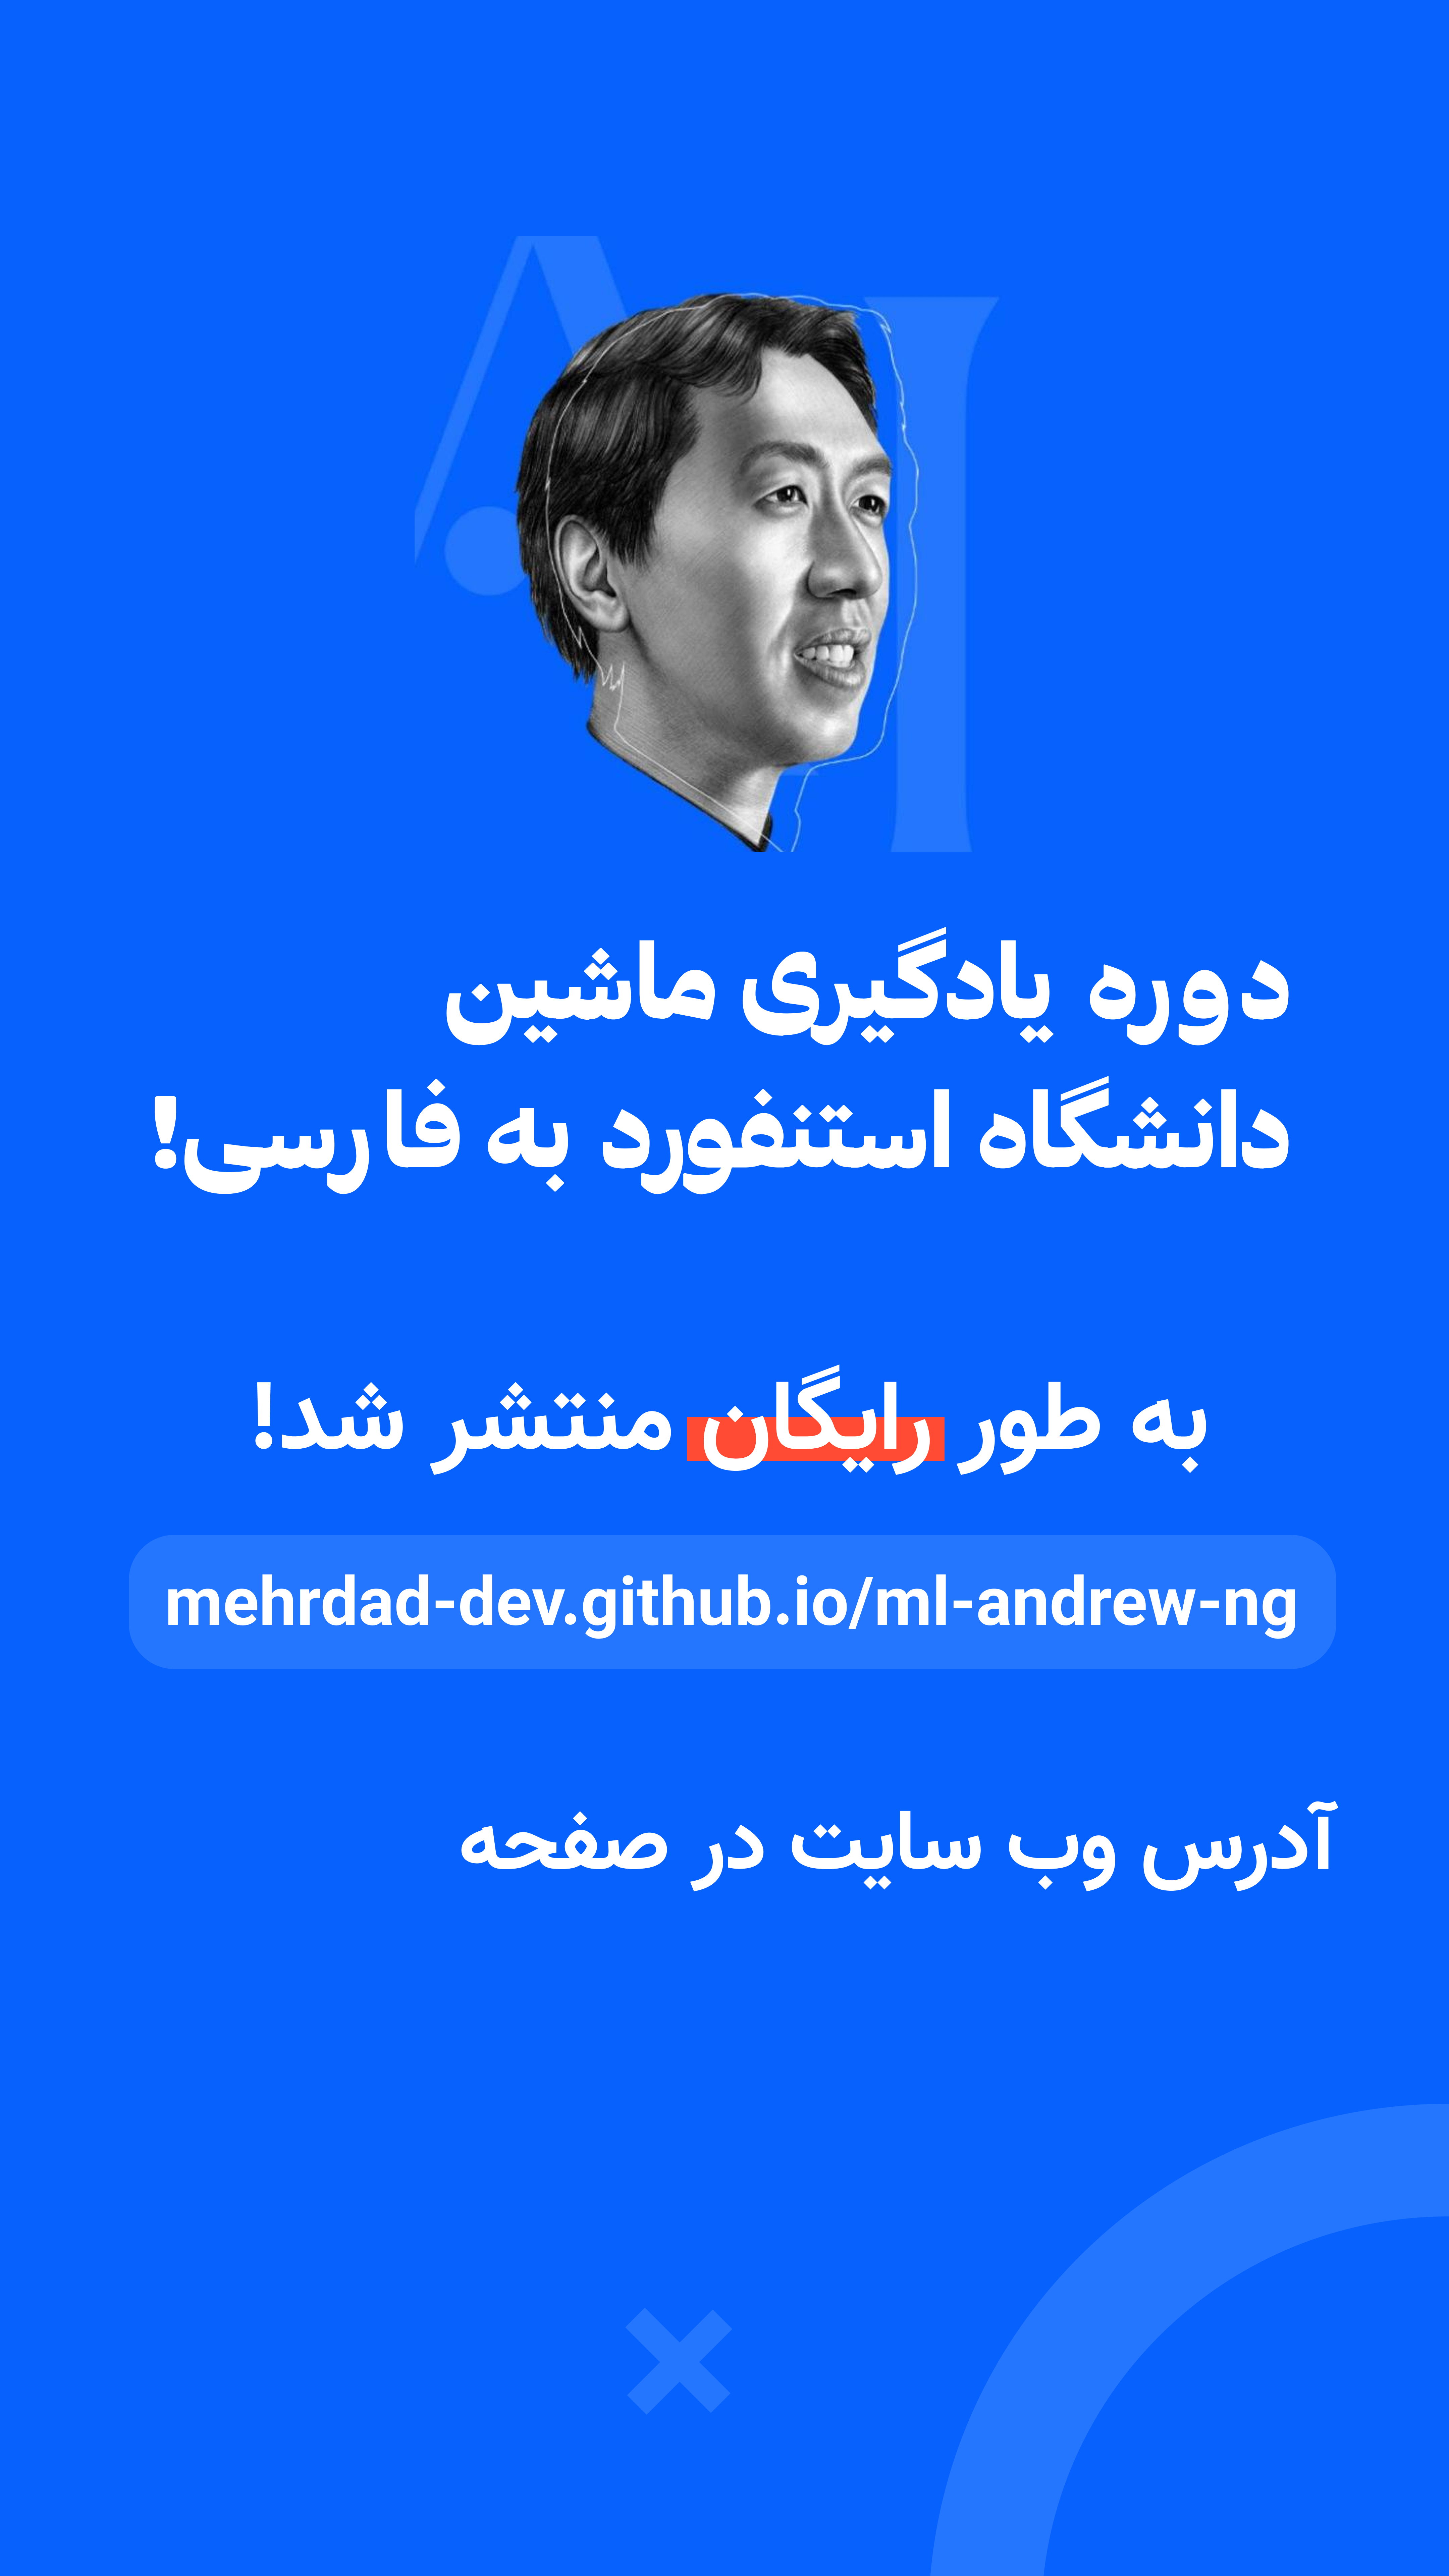 AI
دوره یادگیری ماشین
دانشگاه استنفورد به فارسی!
به طور رایگان منتشر شد!
mehrdad-dev.github.io/ml-andrew-ng
آدرس وب سایت در صفحه